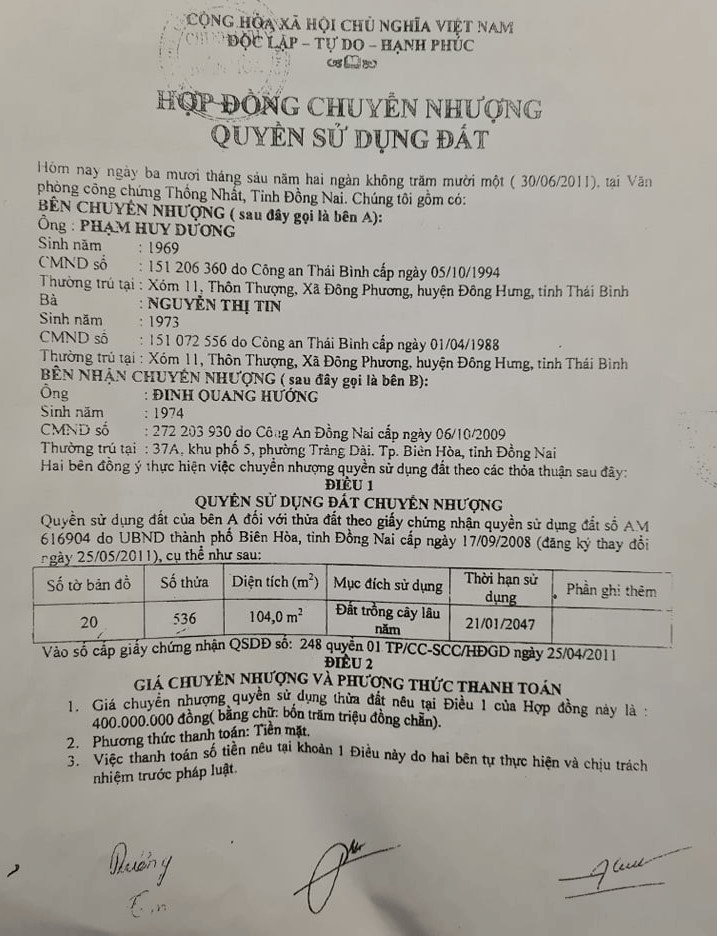 CỘNG HÒA XÃ HỘI CHỦ NGHĨA VIỆT NAM
ĐỘC LẬP – TỰ DO – HẠNH PHÚC
HỢP ĐỒNG CHUYỂN NHƯỢNG
QUYỀN SỬ DỤNG ĐẤT
Hôm nay ngày ba mươi tháng sáu năm hai ngàn không trăm mười một ( 30/06/2011), tại Văn
phòng công chứng Thống Nhất, Tỉnh Đồng Nai. Chúng tôi gồm có:
BÊN CHUYỂN NHƯỢNG ( sau đây gọi là bên A):
Ông : PHẠM HUY DƯƠNG
Sinh năm : 1969
CMND số : 151 206 360 do Công an Thái Bình cấp ngày 05/10/1994
Thường trú tại : Xóm 11, Thôn Thượng, Xã Đông Phương, huyện Đông Hưng, tỉnh Thái Bình
Bà : NGUYỄN THỊ TIN
Sinh năm : 1973
CMND số : 151 072 556 do Công an Thái Bình cấp ngày 01/04/1988
Thường trú tại : Xóm 11, Thôn Thượng, Xã Đông Phương, huyện Đông Hưng, tỉnh Thái Bình
BÊN NHẬN CHUYỂN NHƯỢNG ( sau đây gọi là bên B):
Ông : ĐINH QUANG HƯỚNG
Sinh năm : 1974
CMND số : 272 203 930 do Công An Đồng Nai cấp ngày 06/10/2009
Thường trú tại : 37A, khu phố 5, phường Trảng Dài. Tp. Biên Hòa, tỉnh Đồng Nai
Hai bên đồng ý thực hiện việc chuyển nhượng quyền sử dụng đất theo các thỏa thuận sau đây:
ĐIỀU 1
QUYỀN SỬ DỤNG ĐẤT CHUYỂN NHƯỢNG
Quyền sử dụng đất của bên A đối với thửa đất theo giấy chứng nhận quyền sử dụng đất số AM
616904 do UBND thành phố Biên Hòa, tỉnh Đồng Nai cấp ngày 17/09/2008 (đăng ký thay đổi
ngày 25/05/2011), cụ thể như sau:
Số tờ bản đồ Số thửa Diện tích (m²) Mục đích sử dụng Thời hạn sử dụng Phần ghi thêm
20 536 104,0 m² Đất trồng cây lâu năm 21/01/2047
Vào số cấp giấy chứng nhận QSDĐ số: 248 quyển 01 TP/CC-SCC/HĐGD ngày 25/04/2011
ĐIỀU 2
GIÁ CHUYỂN NHƯỢNG VÀ PHƯƠNG THỨC THANH TOÁN
1. Giá chuyển nhượng quyền sử dụng thửa đất nêu tại Điều 1 của Hợp đồng này là :
400.000.000 đồng( bằng chữ: bốn trăm triệu đồng chẵn).
2. Phương thức thanh toán: Tiền mặt.
3. Việc thanh toán số tiền nêu tại khoản 1 Điều này do hai bên tự thực hiện và chịu trách
nhiệm trước pháp luật.